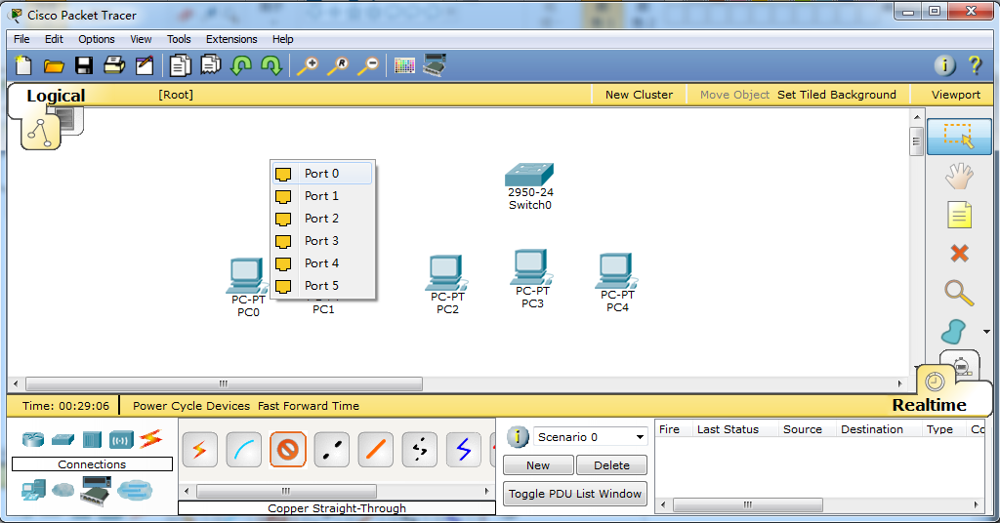 Cisco Packet Tracer
File Edit Options View Tools Extensions Help
Logical [Root] New Cluster Move Object Set Tiled Background Viewport
Port 0
Port 1
Port 2
Port 3
Port 4
Port 5
2950-24
Switch0
PC-PT
PC0
PC1
PC-PT
PC2
PC-PT
PC3
PC-PT
PC4
Realtime
Time: 00:29:06 Power Cycle Devices Fast Forward Time
Connections
Copper Straight-Through
Scenario 0
New Delete
Toggle PDU List Window
Fire Last Status Source Destination Type Co